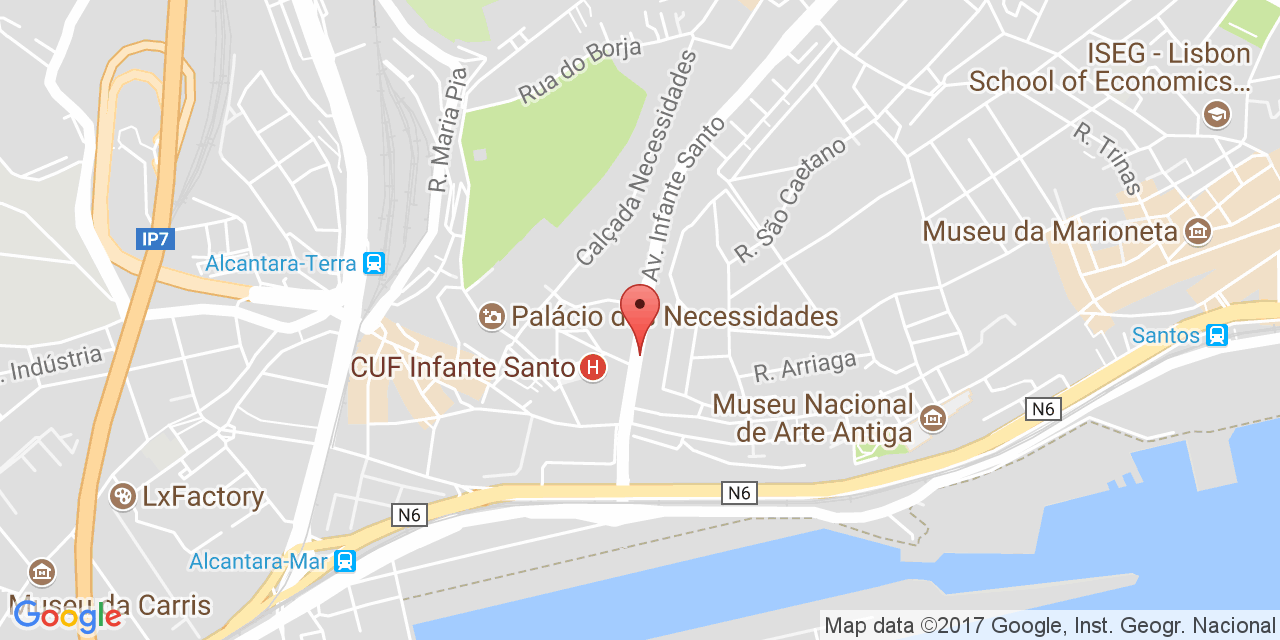 Rua do Borja
ISEG - Lisbon
School of Economics...
R. Maria Pia
Calçada Necessidades
Av. Infante Santo
R. São Caetano
R. Trinas
Museu da Marioneta
IP7
Alcantara-Terra
Palácio das Necessidades
Santos
. Indústria
CUF Infante Santo
H
R. Arriaga
Museu Nacional
de Arte Antiga
N6
N6
LxFactory
N6
Alcantara-Mar
Museu da Carris
Google
Map data ©2017 Google, Inst. Geogr. Nacional